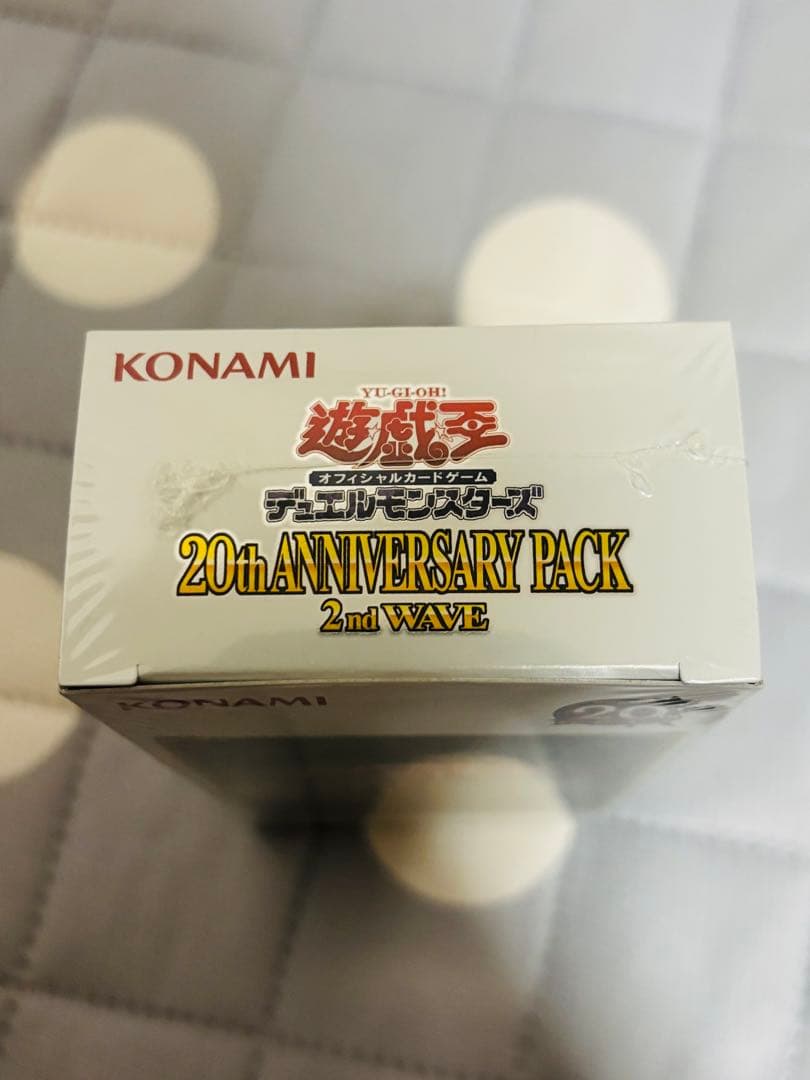 KONAMI
YU-GI-OH!
遊戯王
オフィシャルカードゲーム
デュエルモンスターズ
20th ANNIVERSARY PACK
2nd WAVE
KONAMI